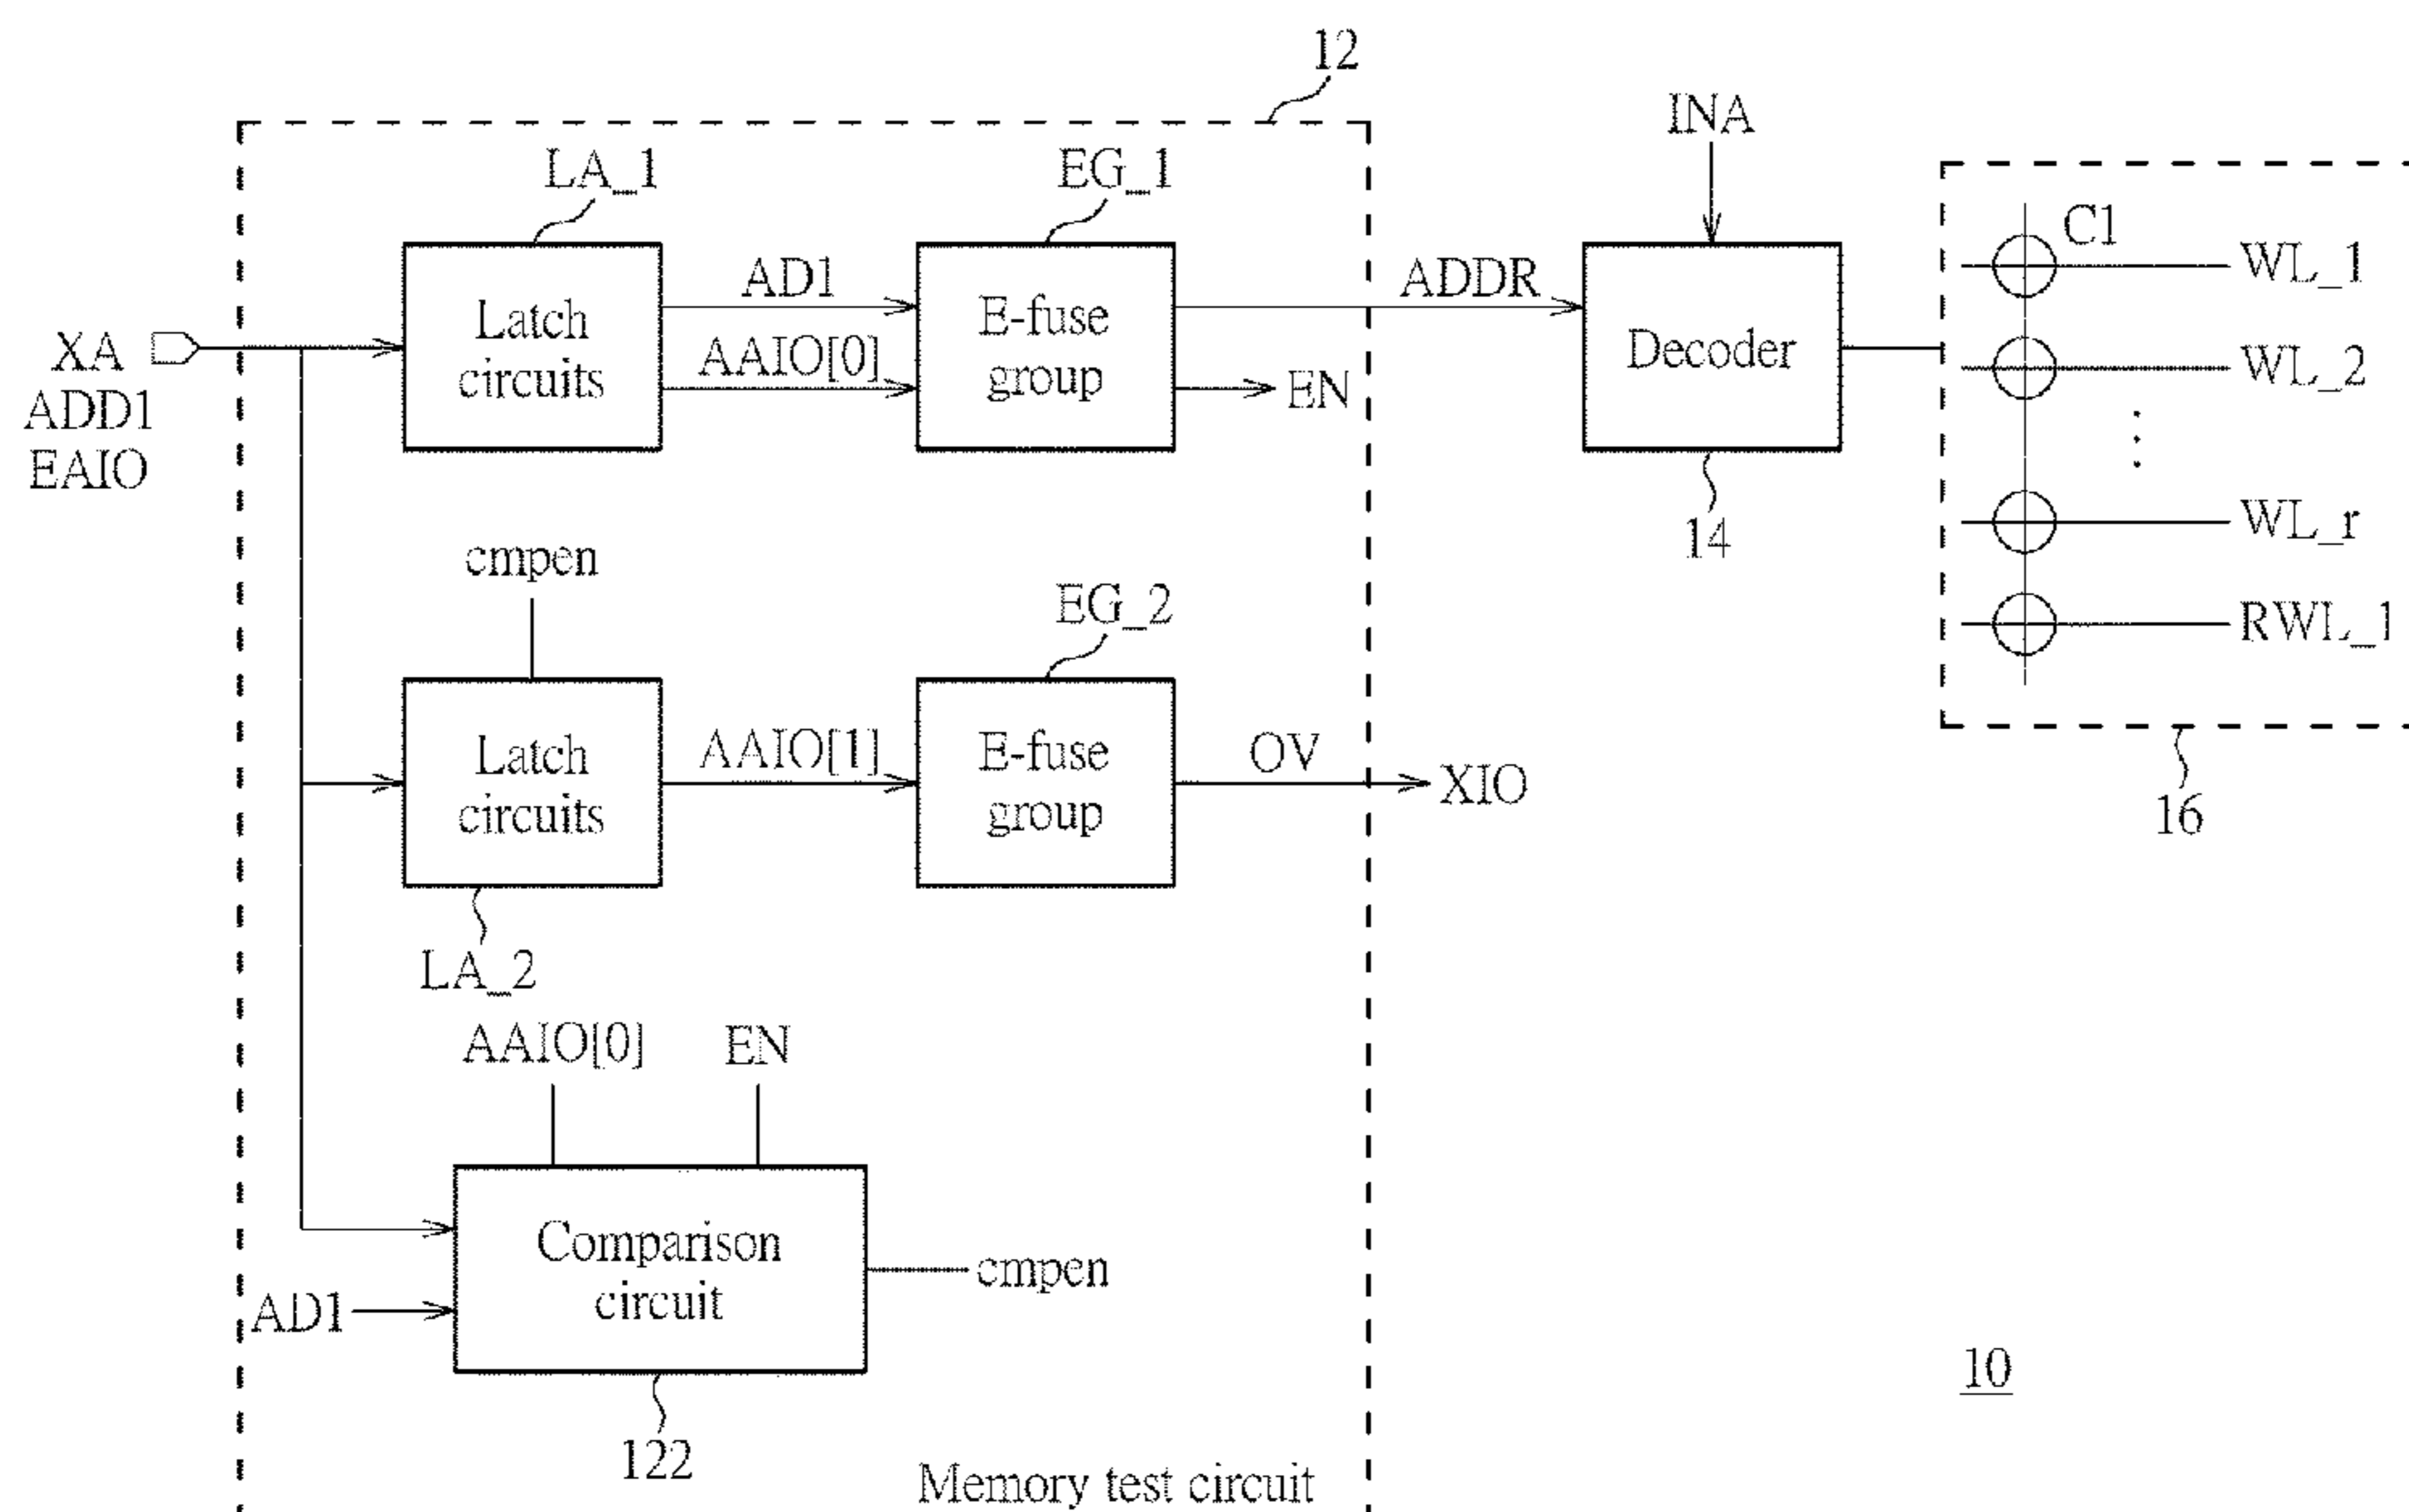 12
INA
LA_1
EG_1
C1
WL_1
AD1
ADDR
Latch
circuits
E-fuse
group
Decoder
XA
ADD1
EAIO
AAIO[0]
EN
WL_2
14
WL_r
cmpen
EG_2
RWL_1
Latch
circuits
AAIO[1]
E-fuse
group
OV
XIO
16
LA_2
AAIO[0]
EN
Comparison
circuit
cmpen
AD1
122
10
Memory test circuit